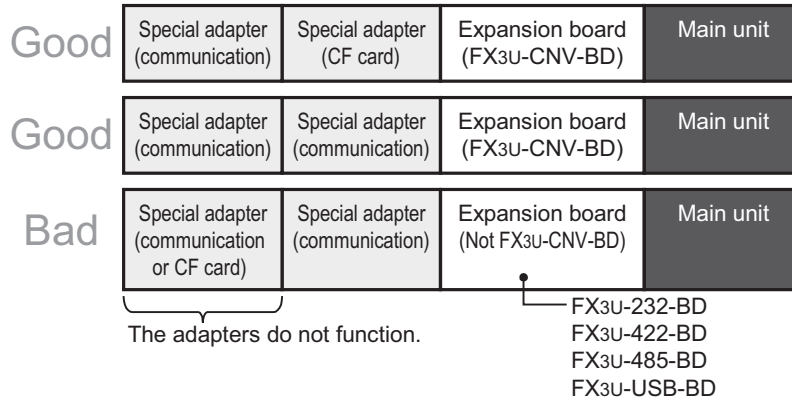 Good
Special adapter
(communication)
Special adapter
(CF card)
Expansion board
(FX3U-CNV-BD)
Main unit
Good
Special adapter
(communication)
Special adapter
(communication)
Expansion board
(FX3U-CNV-BD)
Main unit
Bad
Special adapter
(communication
or CF card)
Special adapter
(communication)
Expansion board
(Not FX3U-CNV-BD)
Main unit
The adapters do not function.
FX3U-232-BD
FX3U-422-BD
FX3U-485-BD
FX3U-USB-BD